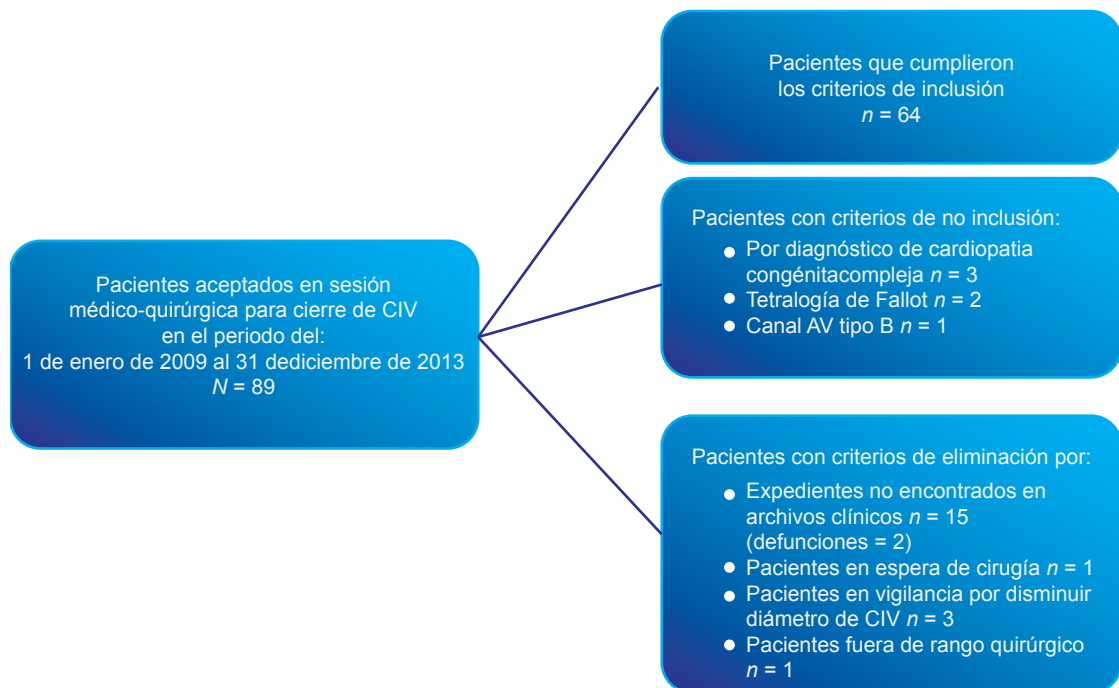 Pacientes aceptados en sesión
médico-quirúrgica para cierre de CIV
en el periodo del:
1 de enero de 2009 al 31 dediciembre de 2013
N = 89
Pacientes que cumplieron
los criterios de inclusión
n = 64
Pacientes con criterios de no inclusión:
● Por diagnóstico de cardiopatia
congénitacompleja n = 3
● Tetralogía de Fallot n = 2
● Canal AV tipo B n = 1
Pacientes con criterios de eliminación por:
● Expedientes no encontrados en
archivos clínicos n = 15
(defunciones = 2)
● Pacientes en espera de cirugía n = 1
● Pacientes en vigilancia por disminuir
diámetro de CIV n = 3
● Pacientes fuera de rango quirúrgico
n = 1